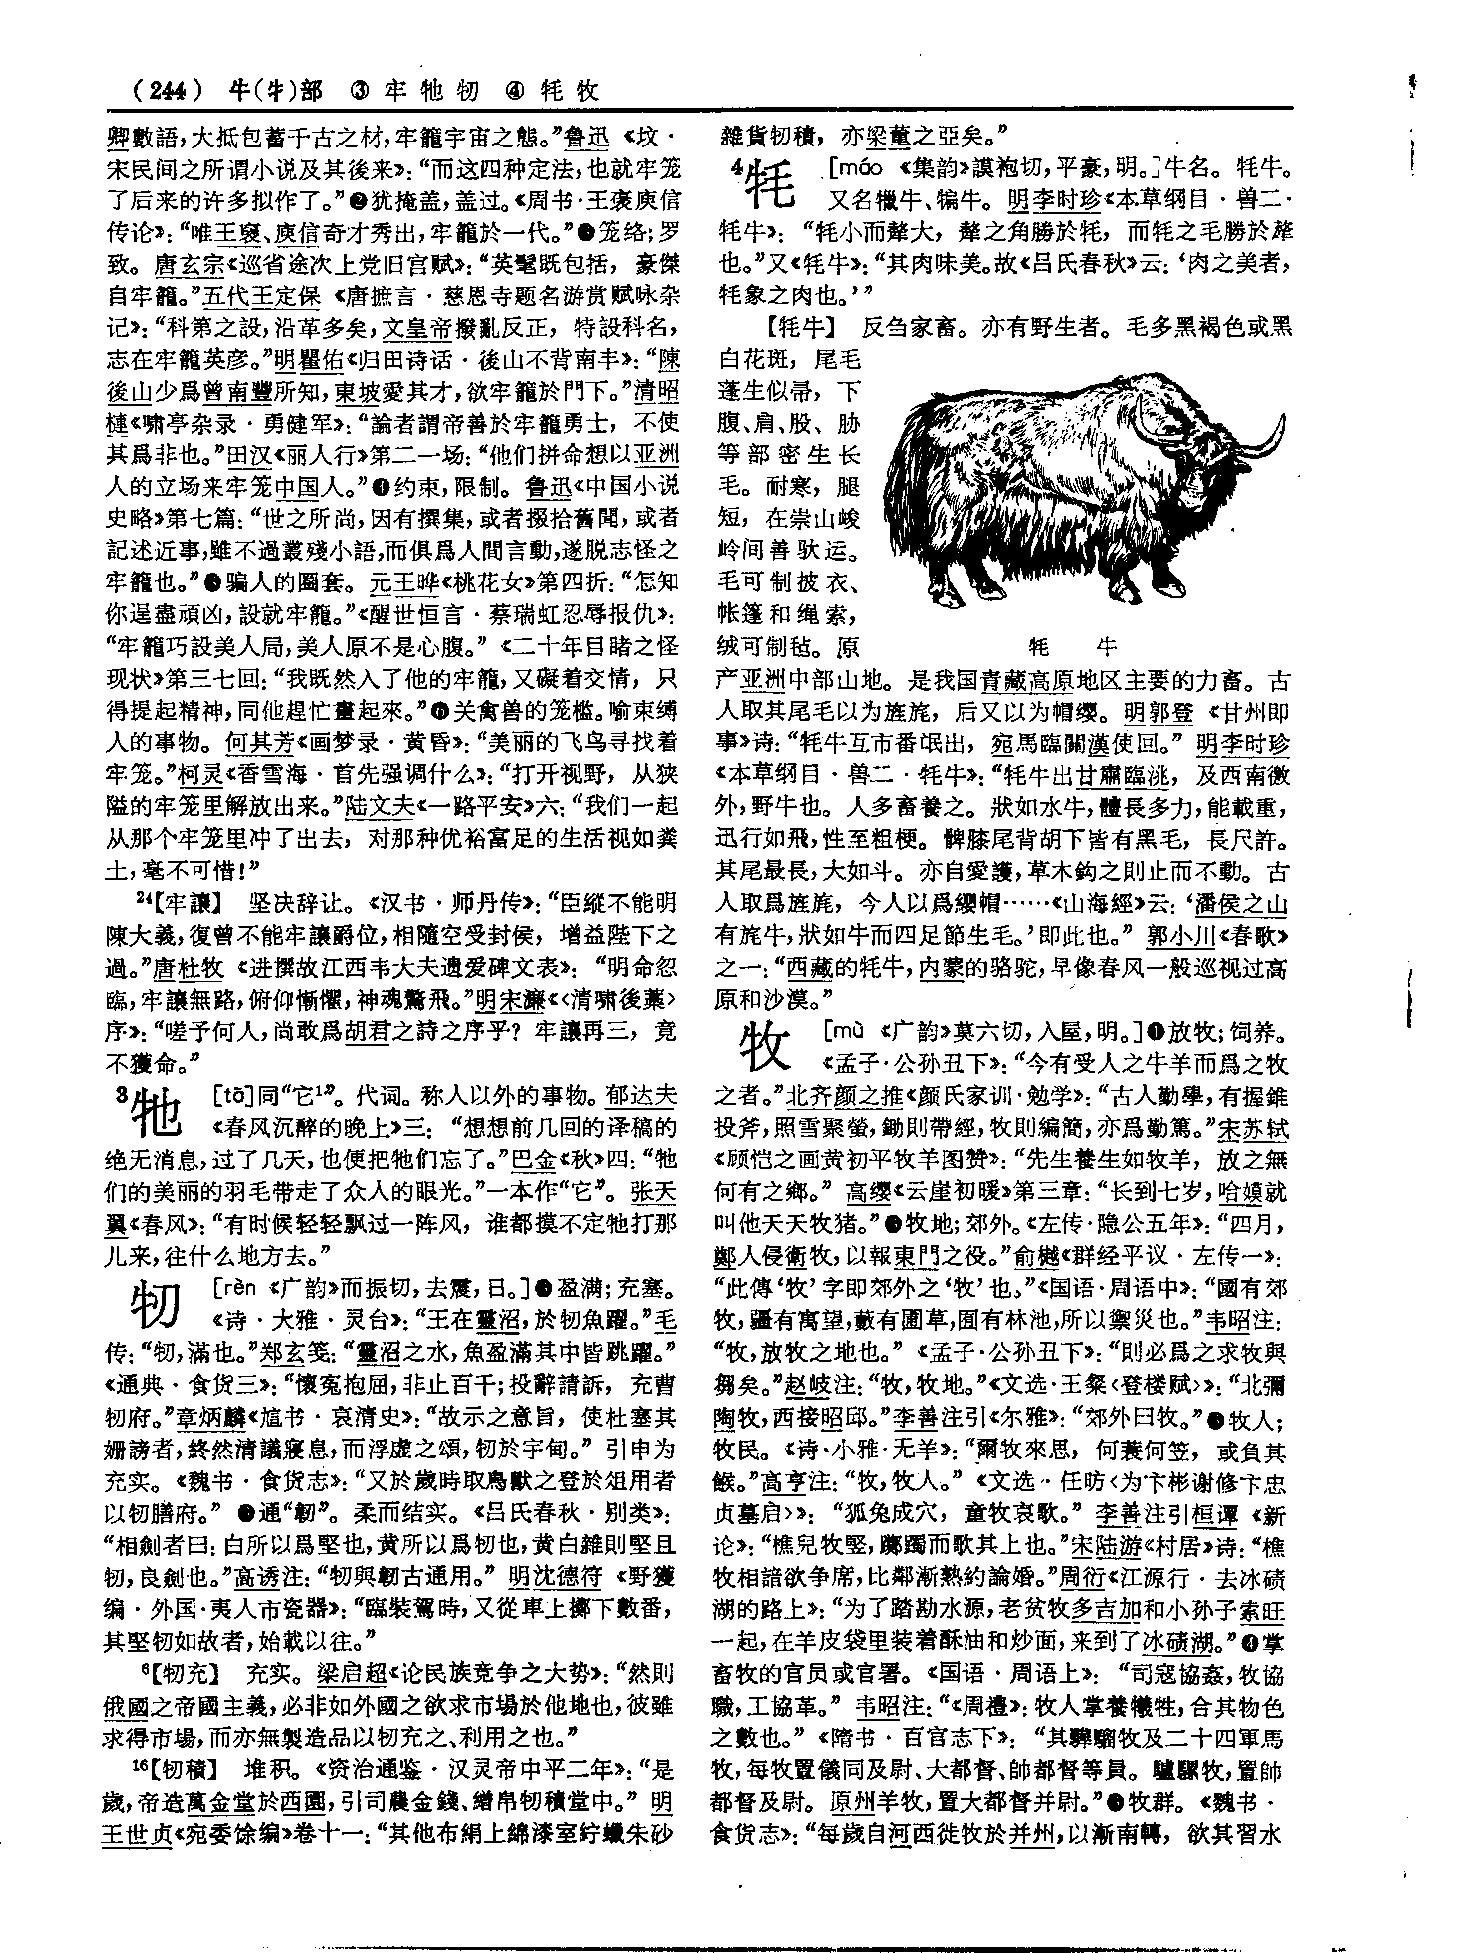 (244) 牛(牜)部 ③牢牠牣 ④牦牧
卿數語，大抵包蓄千古之材，牢籠宇宙之態。”鲁迅《坟·
宋民间之所谓小说及其後来》：“而这四种定法，也就牢笼
了后来的许多拟作了。”❷犹掩盖，盖过。《周书·王褒庾信
传论》：“唯王褒、庾信奇才秀出，牢籠於一代。”❸笼络；罗
致。唐玄宗《巡省途次上党旧宫赋》：“英髦既包括，豪傑
自牢籠。”五代王定保《唐摭言·慈恩寺题名游赏赋咏杂
记》：“科第之設，沿革多矣，文皇帝撥亂反正，特設科名，
志在牢籠英彦。”明瞿佑《归田诗话·後山不背南丰》：“陳
後山少爲曾南豐所知，東坡愛其才，欲牢籠於門下。”清昭
槤《啸亭杂录·勇健军》：“論者謂帝善於牢籠勇士，不使
其爲非也。”田汉《丽人行》第二一场：“他们拼命想以亚洲
人的立场来牢笼中国人。”❹约束，限制。鲁迅《中国小说
史略》第七篇：“世之所尚，因有撰集，或者掇拾舊聞，或者
記述近事，雖不過叢殘小語，而俱爲人間言動，遂脱志怪之
牢籠也。”❺骗人的圈套。元王晔《桃花女》第四折：“怎知
你逞盡頑凶，設就牢籠。”《醒世恒言·蔡瑞虹忍辱报仇》：
“牢籠巧設美人局，美人原不是心腹。”《二十年目睹之怪
现状》第三七回：“我既然入了他的牢籠，又礙着交情，只
得提起精神，同他趕忙畫起來。”❻关禽兽的笼槛。喻束缚
人的事物。何其芳《画梦录·黄昏》：“美丽的飞鸟寻找着
牢笼。”柯灵《香雪海·首先强调什么》：“打开视野，从狭
隘的牢笼里解放出来。”陆文夫《一路平安》六：“我们一起
从那个牢笼里冲了出去，对那种优裕富足的生活视如粪
土，毫不可惜！”
24【牢讓】 坚决辞让。《汉书·师丹传》：“臣縱不能明
陳大義，復曾不能牢讓爵位，相隨空受封侯，增益陛下之
過。”唐杜牧《进撰故江西韦大夫遗爱碑文表》：“明命忽
臨，牢讓無路，俯仰慚懼，神魂驚飛。”明宋濂《〈清啸後藁〉
序》：“嗟予何人，尚敢爲胡君之詩之序乎？牢讓再三，竟
不獲命。”
3牠 [tā]同“它¹”。代词。称人以外的事物。郁达夫
《春风沉醉的晚上》三：“想想前几回的译稿的
绝无消息，过了几天，也便把牠们忘了。”巴金《秋》四：“牠
们的美丽的羽毛带走了众人的眼光。”一本作“它”。张天
翼《春风》：“有时候轻轻飘过一阵风，谁都摸不定牠打那
儿来，往什么地方去。”
牣 [rèn《广韵》而振切，去震，日。]❶盈满；充塞。
《诗·大雅·灵台》：“王在靈沼，於牣魚躍。”毛
传：“牣，滿也。”郑玄笺：“靈沼之水，魚盈滿其中皆跳躍。”
《通典·食货三》：“懷冤抱屈，非止百千；投辭請訴，充曹
牣府。”章炳麟《訄书·哀清史》：“故示之意旨，使杜塞其
姍謗者，終然清議寢息，而浮虚之頌，牣於宇甸。”引申为
充实。《魏书·食货志》：“又於歲時取鳥獸之登於俎用者
以牣膳府。”❷通“韌”。柔而结实。《吕氏春秋·别类》：
“相劍者曰：白所以爲堅也，黄所以爲牣也，黄白雜則堅且
牣，良劍也。”高诱注：“牣與韌古通用。”明沈德符《野獲
编·外国·夷人市瓷器》：“臨裝駕時，又從車上擲下數番，
其堅牣如故者，始載以往。”
6【牣充】 充实。梁启超《论民族竞争之大势》：“然則
俄國之帝國主義，必非如外國之欲求市場於他地也，彼雖
求得市場，而亦無製造品以牣充之、利用之也。”
16【牣積】 堆积。《资治通鉴·汉灵帝中平二年》：“是
歲，帝造萬金堂於西園，引司農金錢、繒帛牣積堂中。”明
王世贞《宛委馀编》卷十一：“其他布絹上綿漆室紵蠟朱砂
雜貨牣積，亦梁董之亞矣。”
4牦 [máo《集韵》謨袍切，平豪，明。]牛名。牦牛。
又名犣牛、犏牛。明李时珍《本草纲目·兽二·
牦牛》：“牦小而犛大，犛之角勝於牦，而牦之毛勝於犛
也。”又《牦牛》：“其肉味美。故《吕氏春秋》云：‘肉之美者，
牦象之肉也。’”
【牦牛】 反刍家畜。亦有野生者。毛多黑褐色或黑
白花斑，尾毛
蓬生似帚，下
腹、肩、股、胁
等部密生长
毛。耐寒，腿
短，在崇山峻
岭间善驮运。
毛可制披衣、
帐篷和绳索，
绒可制毡。原
牦 牛
产亚洲中部山地。是我国青藏高原地区主要的力畜。古
人取其尾毛以为旌旄，后又以为帽缨。明郭登《甘州即
事》诗：“牦牛互市番氓出，宛馬臨關漢使回。”明李时珍
《本草纲目·兽二·牦牛》：“牦牛出甘肅臨洮，及西南徼
外，野牛也。人多畜養之。狀如水牛，體長多力，能載重，
迅行如飛，性至粗梗。髀膝尾背胡下皆有黑毛，長尺許。
其尾最長，大如斗。亦自愛護，草木鈎之則止而不動。古
人取爲旌旄，今人以爲纓帽……《山海經》云：‘潘侯之山
有旄牛，狀如牛而四足節生毛。’即此也。”郭小川《春歌》
之一：“西藏的牦牛，内蒙的骆驼，早像春风一般巡视过高
原和沙漠。”
牧 [mù《广韵》莫六切，入屋，明。]❶放牧；饲养。
《孟子·公孙丑下》：“今有受人之牛羊而爲之牧
之者。”北齐颜之推《颜氏家训·勉学》：“古人勤學，有握錐
投斧，照雪聚螢，鋤則帶經，牧則編簡，亦爲勤篤。”宋苏轼
《顾恺之画黄初平牧羊图赞》：“先生養生如牧羊，放之無
何有之鄉。”高缨《云崖初暖》第三章：“长到七岁，哈嫫就
叫他天天牧猪。”❷牧地；郊外。《左传·隐公五年》：“四月，
鄭人侵衛牧，以報東門之役。”俞樾《群经平议·左传一》：
“此傳‘牧’字即郊外之‘牧’也。”《国语·周语中》：“國有郊
牧，疆有寓望，藪有圃草，囿有林池，所以禦災也。”韦昭注：
“牧，放牧之地也。”《孟子·公孙丑下》：“則必爲之求牧與
芻矣。”赵岐注：“牧，牧地。”《文选·王粲〈登楼赋〉》：“北彌
陶牧，西接昭邱。”李善注引《尔雅》：“郊外曰牧。”❸牧人；
牧民。《诗·小雅·无羊》：“爾牧來思，何蓑何笠，或負其
餱。”高亨注：“牧，牧人。”《文选·任昉〈为卞彬谢修卞忠
贞墓启〉》：“狐兔成穴，童牧哀歌。”李善注引桓谭《新
论》：“樵兒牧竪，躑躅而歌其上也。”宋陆游《村居》诗：“樵
牧相諳欲争席，比鄰漸熟約論婚。”周衍《江源行·去冰碛
湖的路上》：“为了踏勘水源，老贫牧多吉加和小孙子索旺
一起，在羊皮袋里装着酥油和炒面，来到了冰碛湖。”❹掌
畜牧的官员或官署。《国语·周语上》：“司寇協姦，牧協
職，工協革。”韦昭注：“《周禮》：牧人掌養犧牲，合其物色
之數也。”《隋书·百官志下》：“其驊騮牧及二十四軍馬
牧，每牧置儀同及尉、大都督、帥都督等員。驢騾牧，置帥
都督及尉。原州羊牧，置大都督并尉。”❺牧群。《魏书·
食货志》：“每歲自河西徙牧於并州，以漸南轉，欲其習水